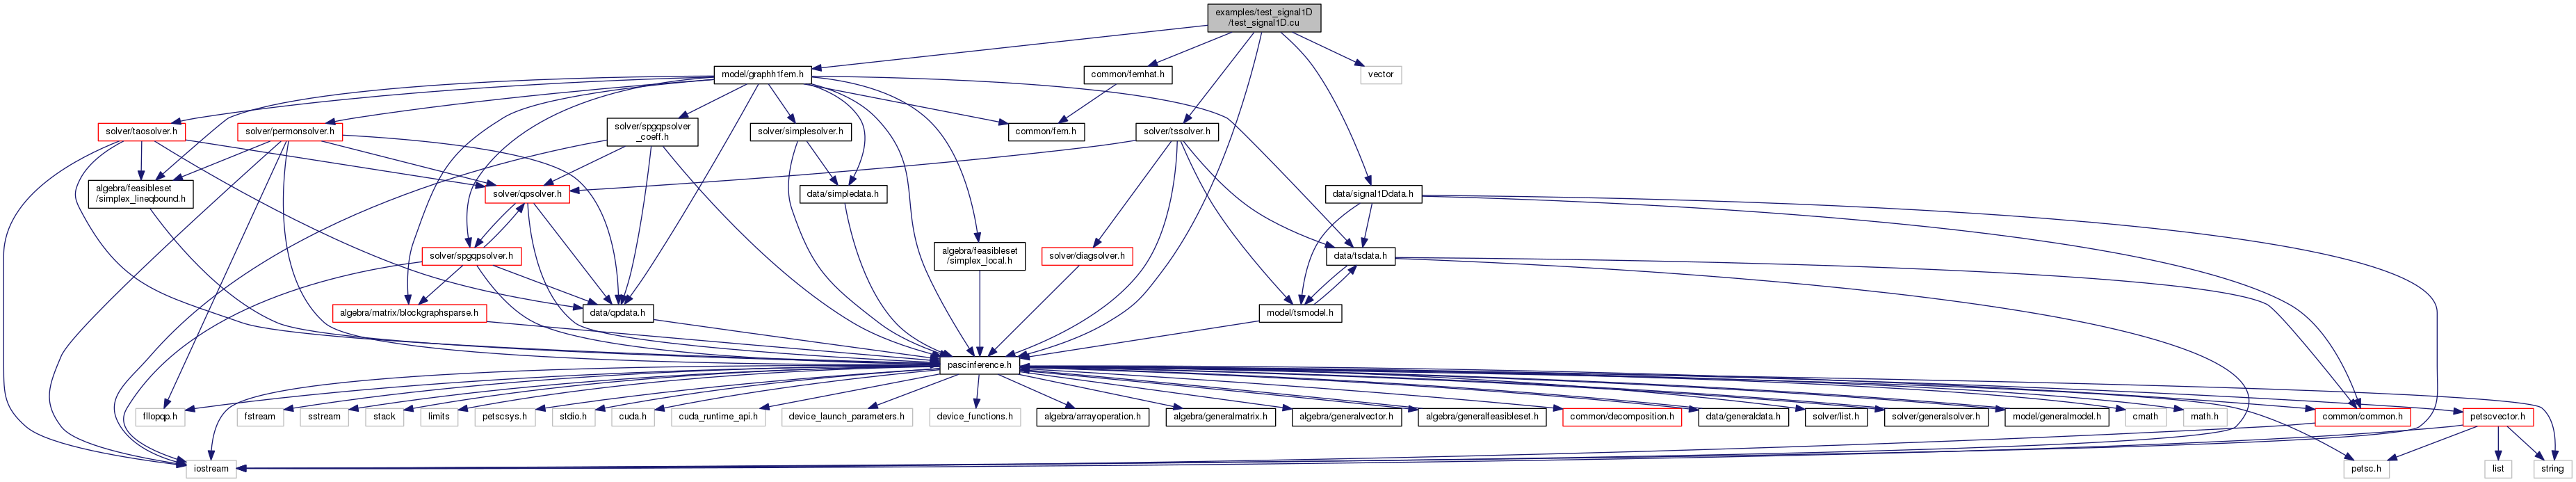 examples/test_signal1D
/test_signal1D.cu
model/graphh1fem.h
common/femhat.h
vector
solver/taosolver.h
solver/permonsolver.h
solver/spgqpsolver
_coeff.h
solver/simplesolver.h
common/fem.h
solver/tssolver.h
algebra/feasibleset
/simplex_lineqbound.h
solver/qpsolver.h
data/simpledata.h
data/signal1Ddata.h
solver/spgqpsolver.h
algebra/feasibleset
/simplex_local.h
solver/diagsolver.h
data/tsdata.h
algebra/matrix/blockgraphsparse.h
data/qpdata.h
model/tsmodel.h
pascinference.h
fllopqp.h
fstream
sstream
stack
limits
petscsys.h
stdio.h
cuda.h
cuda_runtime_api.h
device_launch_parameters.h
device_functions.h
algebra/arrayoperation.h
algebra/generalmatrix.h
algebra/generalvector.h
algebra/generalfeasibleset.h
common/decomposition.h
data/generaldata.h
solver/list.h
solver/generalsolver.h
model/generalmodel.h
cmath
math.h
common/common.h
petscvector.h
iostream
petsc.h
list
string